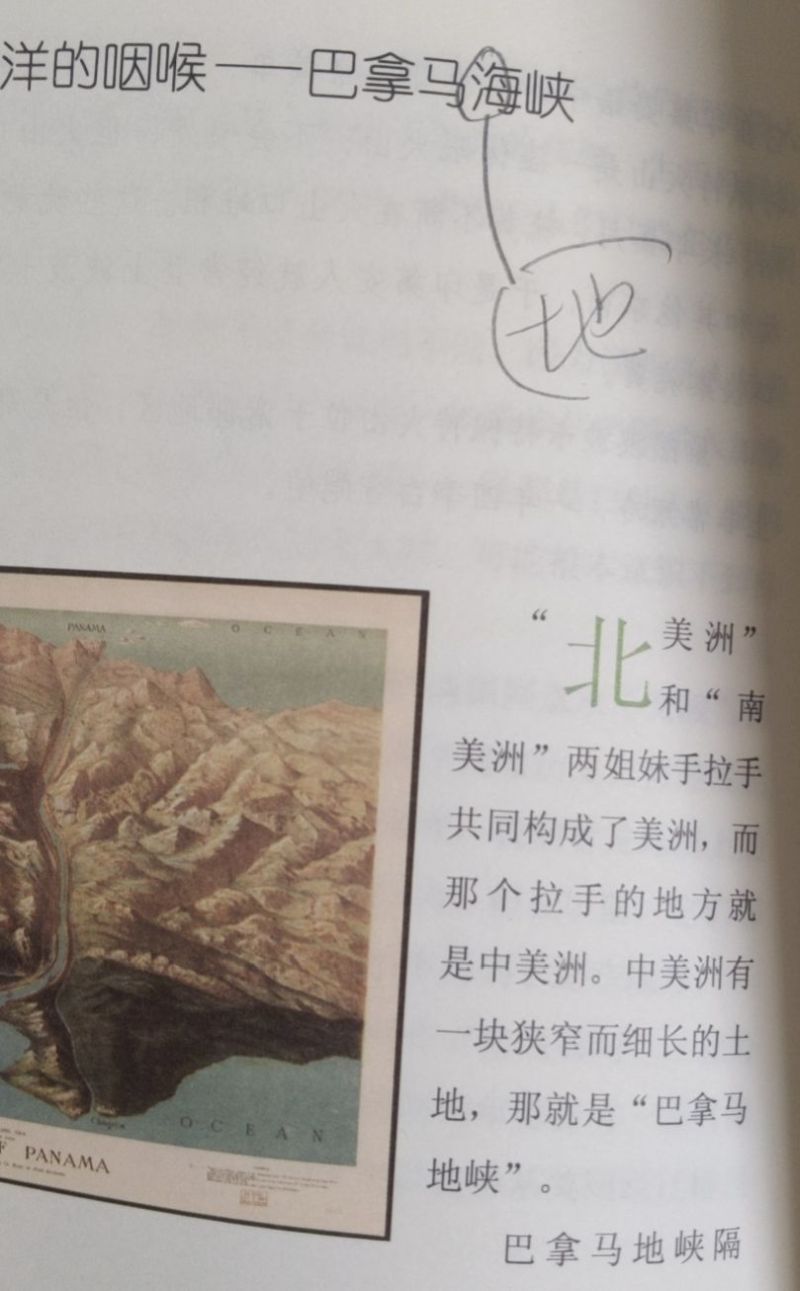 洋的咽喉——巴拿马海峡
地
PANAMA
OCEAN
“北美洲”
和“南
美洲”两姐妹手拉手
共同构成了美洲，而
那个拉手的地方就
是中美洲。中美洲有
一块狭窄而细长的土
地，那就是“巴拿马
地峡”。
巴拿马地峡隔
OCEAN
F PANAMA